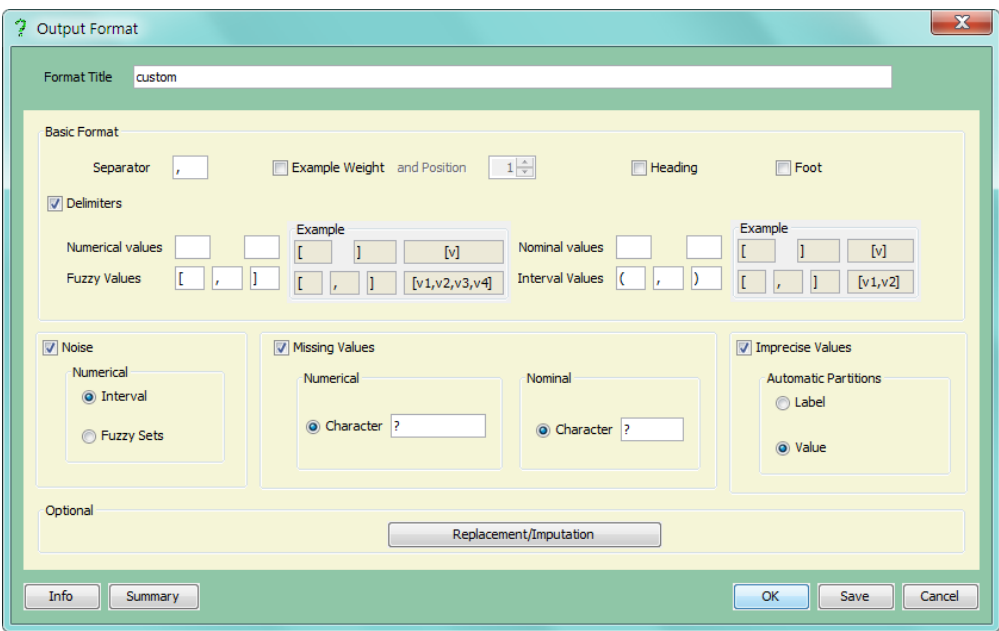 Output Format
Format Title custom
Basic Format
Separator , Example Weight and Position 1 Heading Foot
Delimiters
Example Example
Numerical values [ ] [v] Nominal values [ ] [v]
Fuzzy Values [ , ] [ , ] [v1,v2,v3,v4] Interval Values ( , ) [ , ] [v1,v2]
Noise Missing Values Imprecise Values
Numerical Numerical Nominal Automatic Partitions
Interval Label
Character ? Character ?
Fuzzy Sets Value
Optional
Replacement/Imputation
Info Summary OK Save Cancel